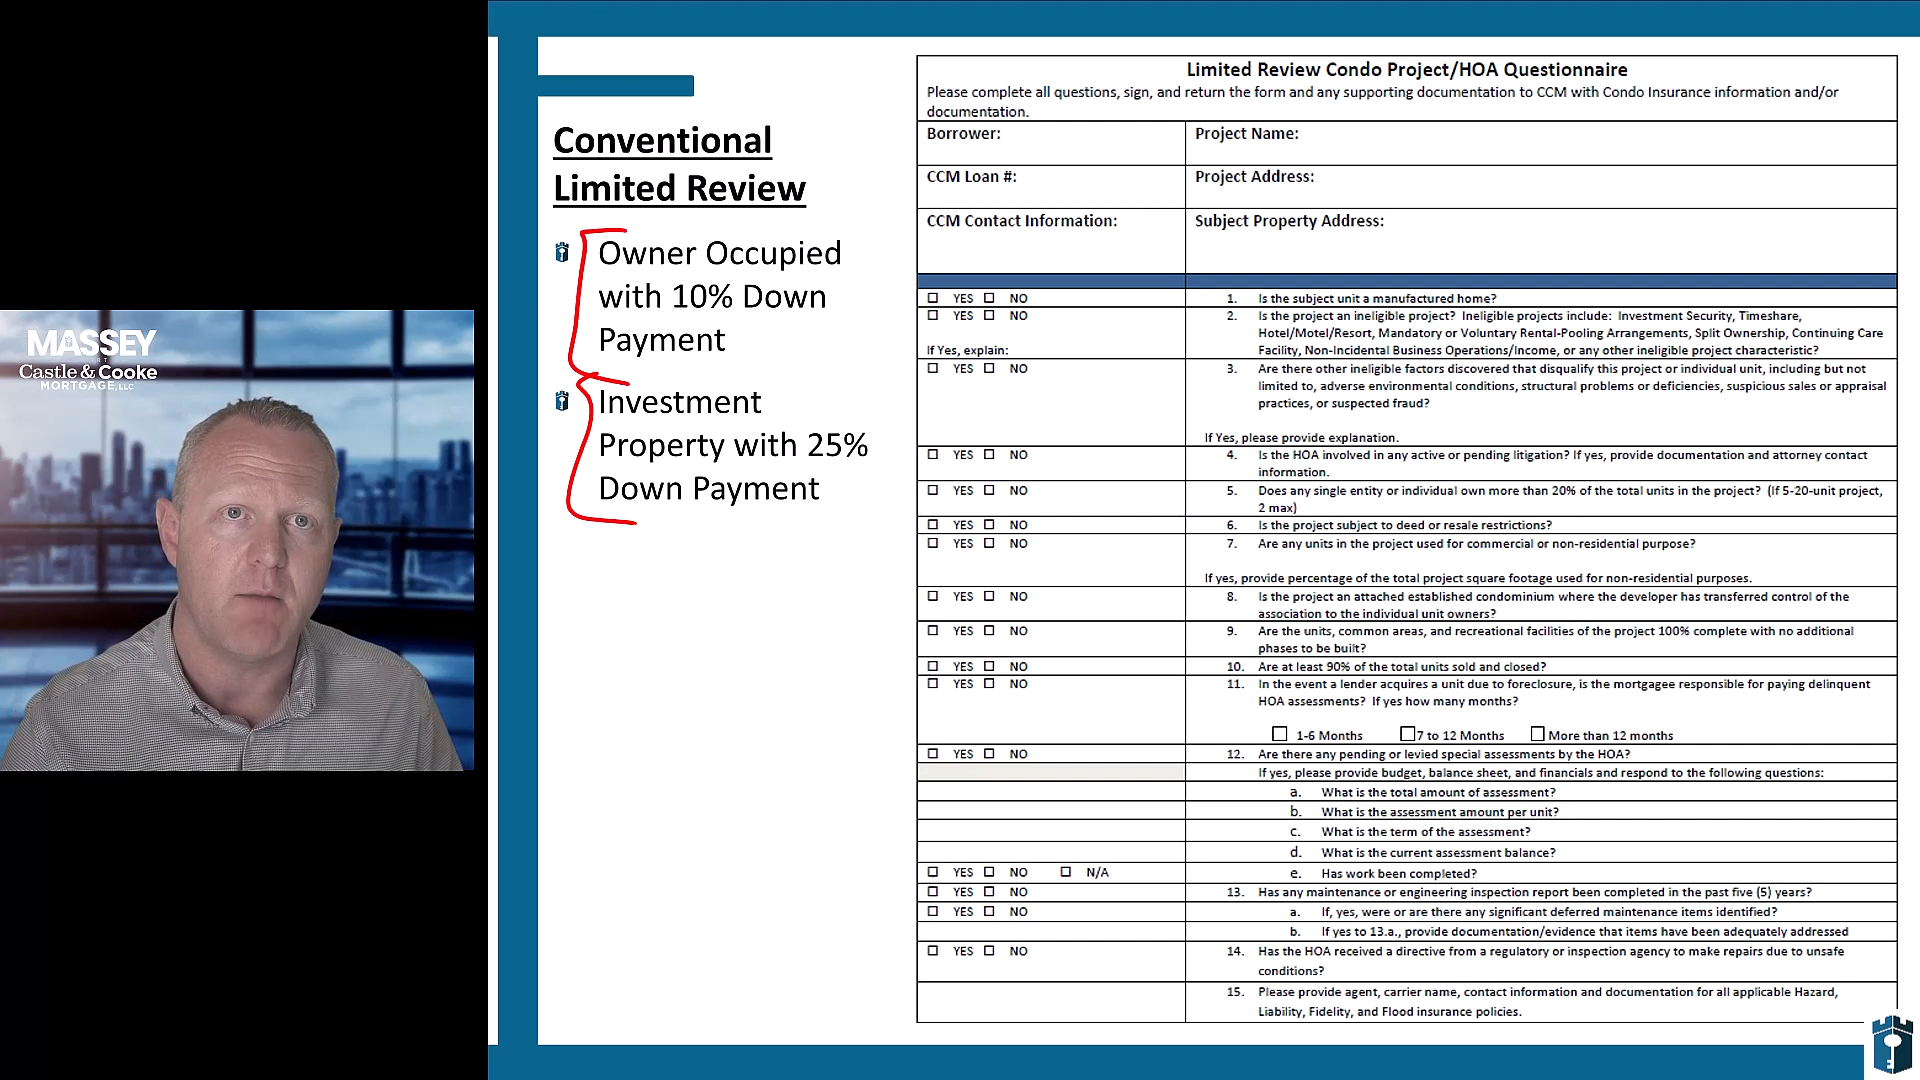 MASSEY
Castle & Cooke
MORTGAGE, LLC
Conventional
Limited Review
Owner Occupied
with 10% Down
Payment
Investment
Property with 25%
Down Payment
Limited Review Condo Project/HOA Questionnaire
Please complete all questions, sign, and return the form and any supporting documentation to CCM with Condo Insurance information and/or
documentation.
Borrower: Project Name:
CCM Loan #: Project Address:
CCM Contact Information: Subject Property Address:
☐ YES ☐ NO 1. Is the subject unit a manufactured home?
☐ YES ☐ NO 2. Is the project an ineligible project? Ineligible projects include: Investment Security, Timeshare,
Hotel/Motel/Resort, Mandatory or Voluntary Rental-Pooling Arrangements, Split Ownership, Continuing Care
If Yes, explain: Facility, Non-Incidental Business Operations/Income, or any other ineligible project characteristic?
☐ YES ☐ NO 3. Are there other ineligible factors discovered that disqualify this project or individual unit, including but not
limited to, adverse environmental conditions, structural problems or deficiencies, suspicious sales or appraisal
practices, or suspected fraud?
If Yes, please provide explanation.
☐ YES ☐ NO 4. Is the HOA involved in any active or pending litigation? If yes, provide documentation and attorney contact
information.
☐ YES ☐ NO 5. Does any single entity or individual own more than 20% of the total units in the project? (If 5-20-unit project,
2 max)
☐ YES ☐ NO 6. Is the project subject to deed or resale restrictions?
☐ YES ☐ NO 7. Are any units in the project used for commercial or non-residential purpose?
If yes, provide percentage of the total project square footage used for non-residential purposes.
☐ YES ☐ NO 8. Is the project an attached established condominium where the developer has transferred control of the
association to the individual unit owners?
☐ YES ☐ NO 9. Are the units, common areas, and recreational facilities of the project 100% complete with no additional
phases to be built?
☐ YES ☐ NO 10. Are at least 90% of the total units sold and closed?
☐ YES ☐ NO 11. In the event a lender acquires a unit due to foreclosure, is the mortgagee responsible for paying delinquent
HOA assessments? If yes how many months?
☐ 1-6 Months ☐ 7 to 12 Months ☐ More than 12 months
☐ YES ☐ NO 12. Are there any pending or levied special assessments by the HOA?
If yes, please provide budget, balance sheet, and financials and respond to the following questions:
a. What is the total amount of assessment?
b. What is the assessment amount per unit?
c. What is the term of the assessment?
d. What is the current assessment balance?
☐ YES ☐ NO ☐ N/A e. Has work been completed?
☐ YES ☐ NO 13. Has any maintenance or engineering inspection report been completed in the past five (5) years?
☐ YES ☐ NO a. If, yes, were or are there any significant deferred maintenance items identified?
b. If yes to 13.a., provide documentation/evidence that items have been adequately addressed
☐ YES ☐ NO 14. Has the HOA received a directive from a regulatory or inspection agency to make repairs due to unsafe
conditions?
15. Please provide agent, carrier name, contact information and documentation for all applicable Hazard,
Liability, Fidelity, and Flood insurance policies.